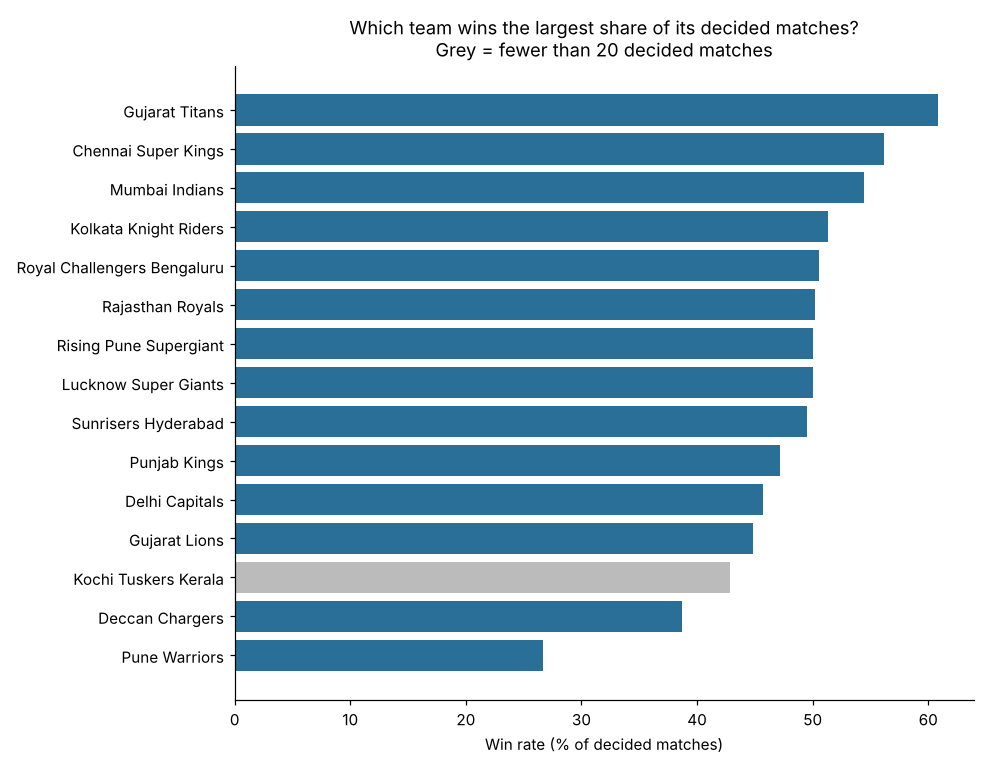 Which team wins the largest share of its decided matches?
Grey = fewer than 20 decided matches
Gujarat Titans
Chennai Super Kings
Mumbai Indians
Kolkata Knight Riders
Royal Challengers Bengaluru
Rajasthan Royals
Rising Pune Supergiant
Lucknow Super Giants
Sunrisers Hyderabad
Punjab Kings
Delhi Capitals
Gujarat Lions
Kochi Tuskers Kerala
Deccan Chargers
Pune Warriors
0 10 20 30 40 50 60
Win rate (% of decided matches)